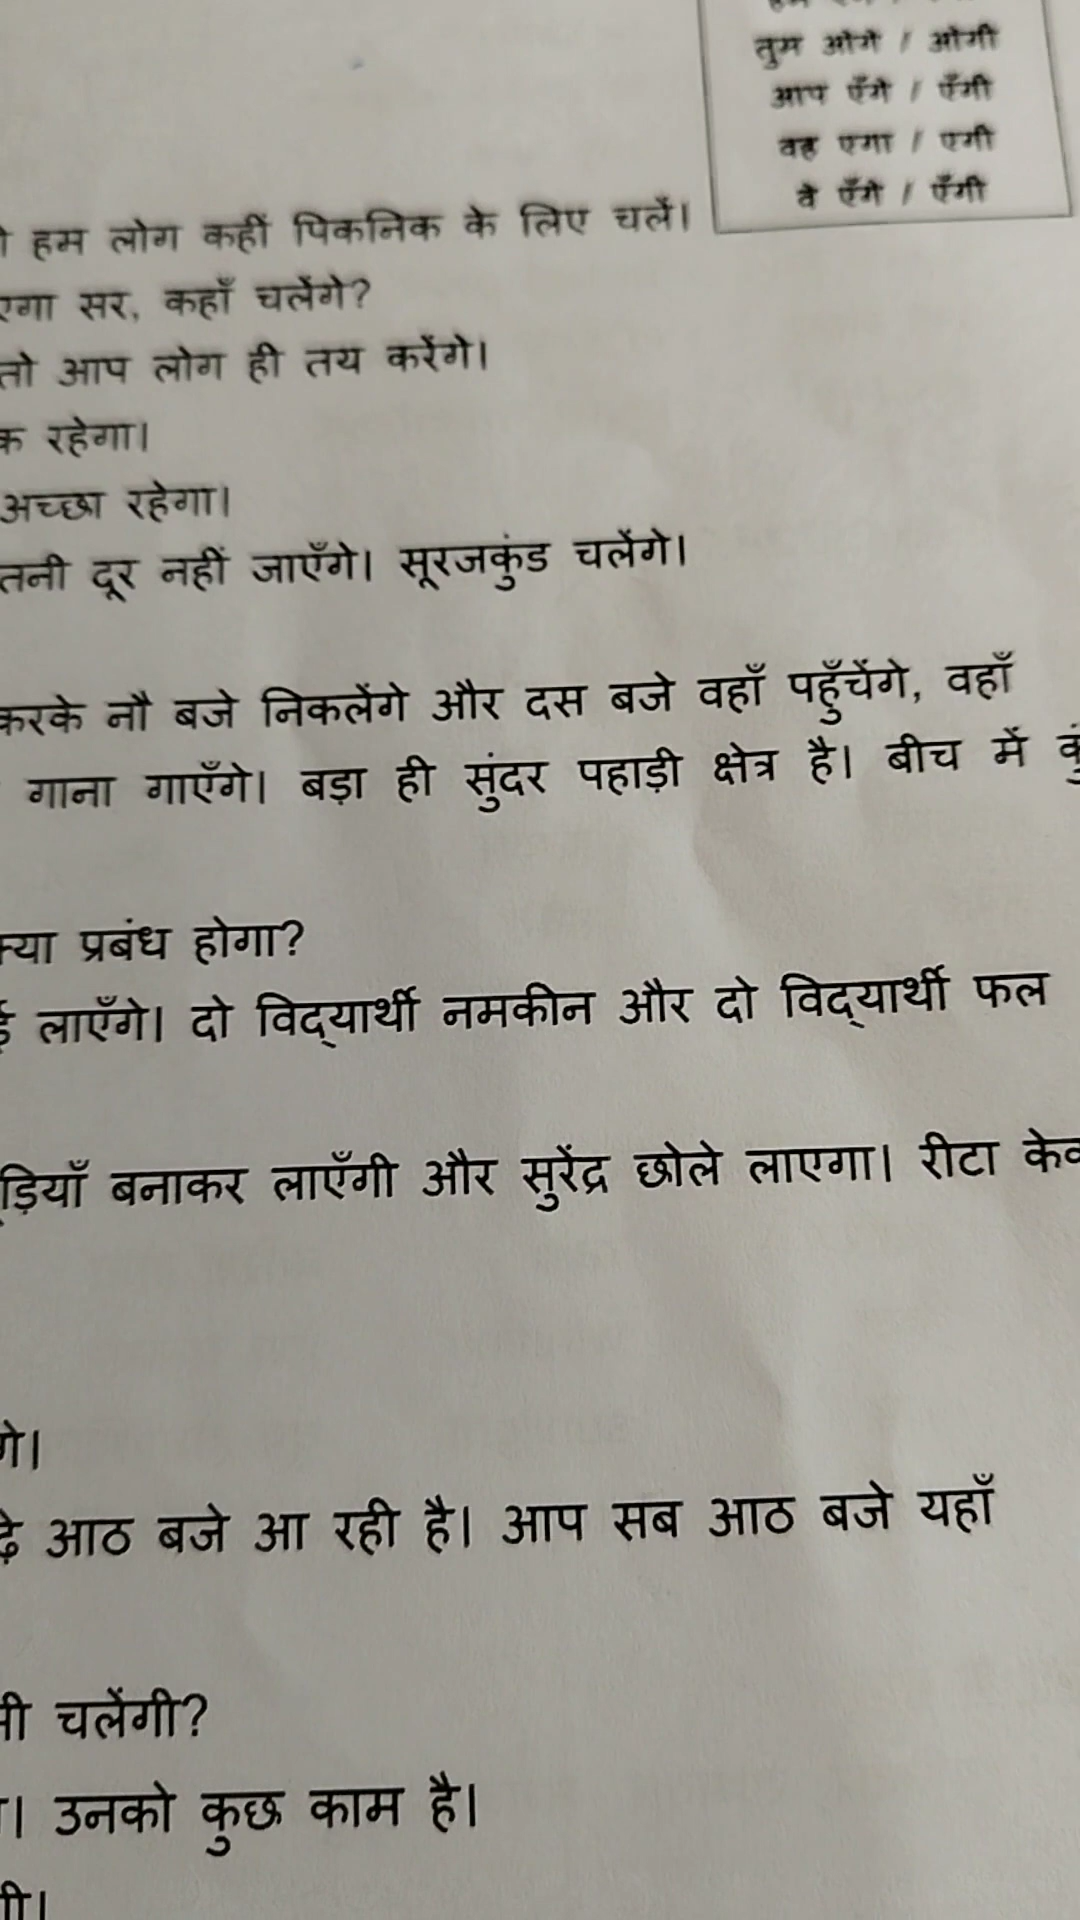 तुम ओगे / ओगी
आप एँगे / एँगी
वह एगा / एगी
वे एँगे / एँगी
हम लोग कहीं पिकनिक के लिए चलें।
सर, कहाँ चलेंगे?
तो आप लोग ही तय करेंगे।
रहेगा।
अच्छा रहेगा।
दूर नहीं जाएँगे। सूरजकुंड चलेंगे।
करके नौ बजे निकलेंगे और दस बजे वहाँ पहुँचेंगे, वहाँ
गाना गाएँगे। बड़ा ही सुंदर पहाड़ी क्षेत्र है। बीच में
क्या प्रबंध होगा?
लाएँगे। दो विद्‌यार्थी नमकीन और दो विद्‌यार्थी फल
बनाकर लाएँगी और सुरेंद्र छोले लाएगा। रीटा
आठ बजे आ रही है। आप सब आठ बजे यहाँ
चलेंगी?
उनको कुछ काम है।